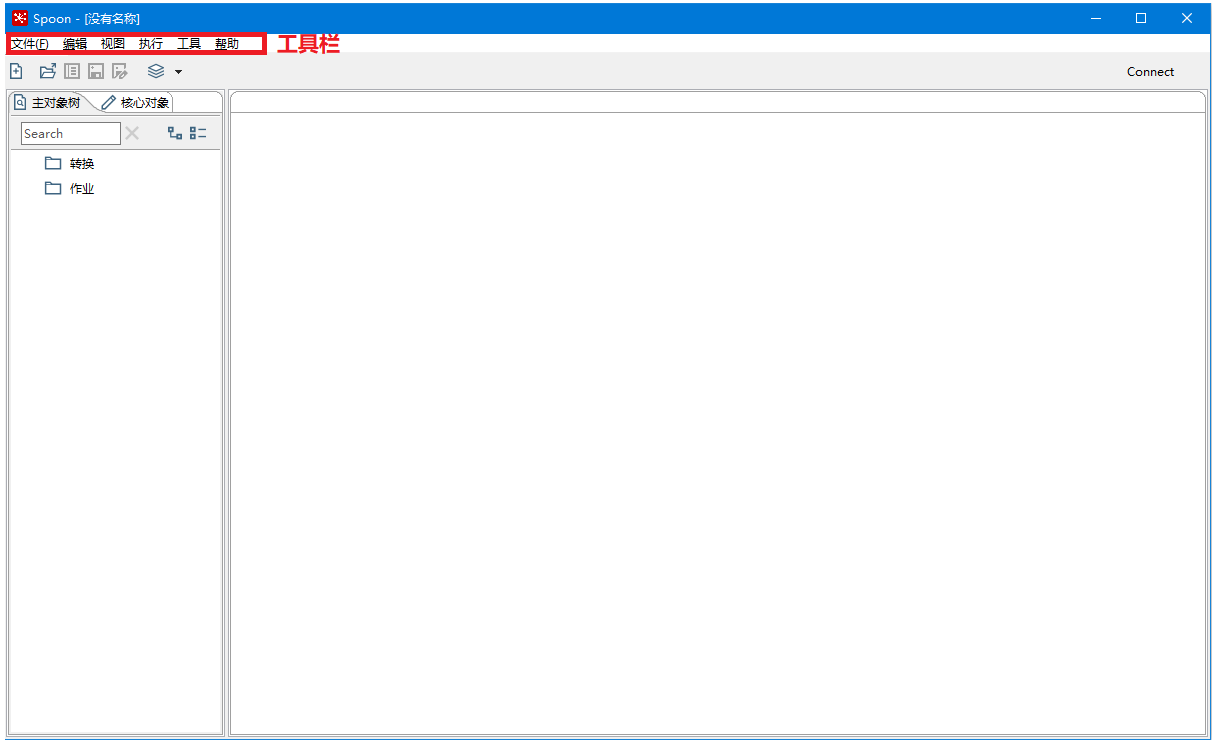 Spoon - [没有名称]
文件(F) 编辑 视图 执行 工具 帮助 工具栏
Connect
主对象树 核心对象
Search
转换
作业